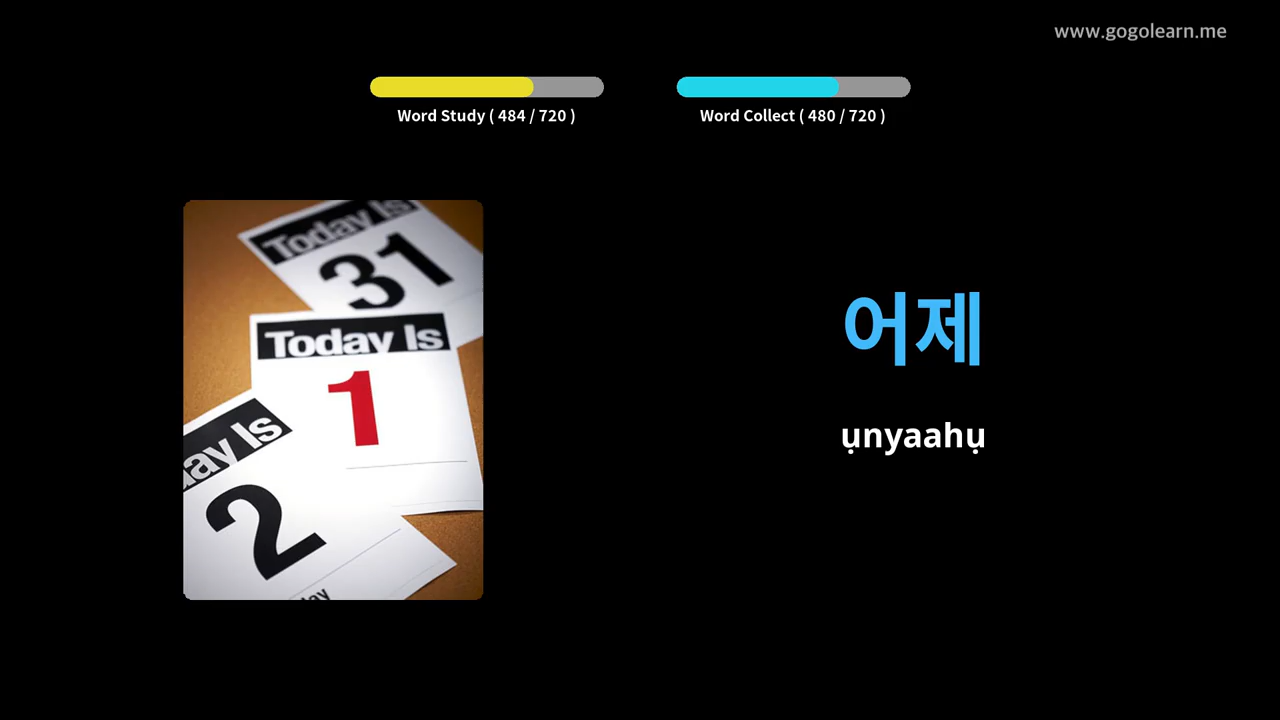 www.gogolearn.me
Word Study ( 484 / 720 )
Word Collect ( 480 / 720 )
Today Is
31
Today Is
1
ay Is
2
ay
어제
ụnyaahụ